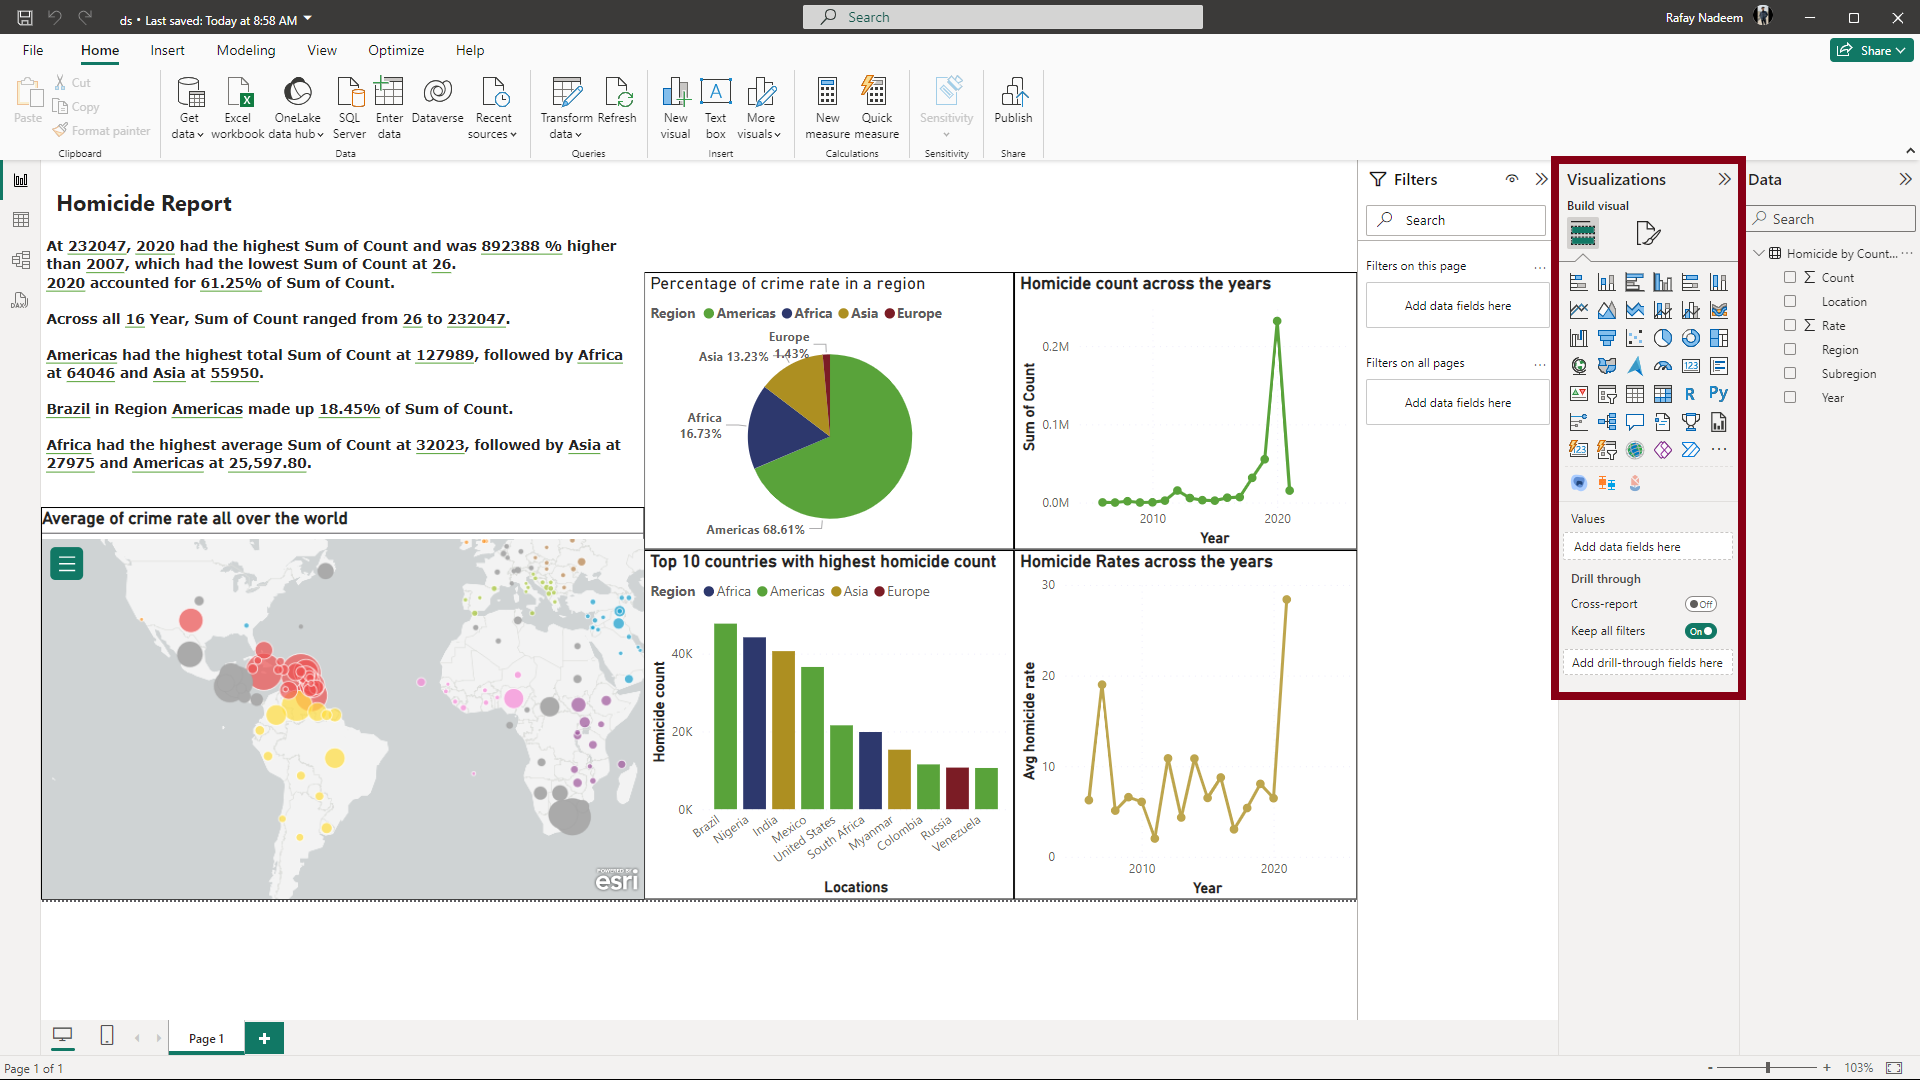 ds • Last saved: Today at 8:58 AM
Search
Rafay Nadeem
File
Home
Insert
Modeling
View
Optimize
Help
Share
Paste
Cut
Copy
Format painter
Clipboard
Get data
Excel workbook
OneLake data hub
SQL Server
Enter data
Dataverse
Recent sources
Data
Transform data
Refresh
Queries
New visual
Text box
More visuals
Insert
New measure
Quick measure
Calculations
Sensitivity
Sensitivity
Publish
Share
Homicide Report
At 232047, 2020 had the highest Sum of Count and was 892388 % higher
than 2007, which had the lowest Sum of Count at 26.
2020 accounted for 61.25% of Sum of Count.
Across all 16 Year, Sum of Count ranged from 26 to 232047.
Americas had the highest total Sum of Count at 127989, followed by Africa
at 64046 and Asia at 55950.
Brazil in Region Americas made up 18.45% of Sum of Count.
Africa had the highest average Sum of Count at 32023, followed by Asia at
27975 and Americas at 25,597.80.
Average of crime rate all over the world
POWERED BY
esri
Percentage of crime rate in a region
Region Americas Africa Asia Europe
Europe
1.43%
Asia 13.23%
Africa
16.73%
Americas 68.61%
Homicide count across the years
Sum of Count
0.2M
0.1M
0.0M
2010
2020
Year
Top 10 countries with highest homicide count
Region Africa Americas Asia Europe
Homicide count
40K
20K
0K
Brazil
Nigeria
India
Mexico
United States
South Africa
Myanmar
Colombia
Russia
Venezuela
Locations
Homicide Rates across the years
Avg homicide rate
30
20
10
0
2010
2020
Year
Filters
Search
Filters on this page
...
Add data fields here
Filters on all pages
...
Add data fields here
Visualizations
Build visual
123
R
Py
123
...
Values
Add data fields here
Drill through
Cross-report
Off
Keep all filters
On
Add drill-through fields here
Data
Search
Homicide by Count...
...
Σ Count
Location
Σ Rate
Region
Subregion
Year
DAX
Page 1
+
Page 1 of 1
- +
103%